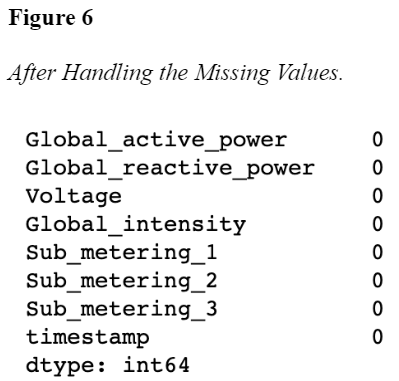 Figure 6
After Handling the Missing Values.
Global_active_power 0
Global_reactive_power 0
Voltage 0
Global_intensity 0
Sub_metering_1 0
Sub_metering_2 0
Sub_metering_3 0
timestamp 0
dtype: int64